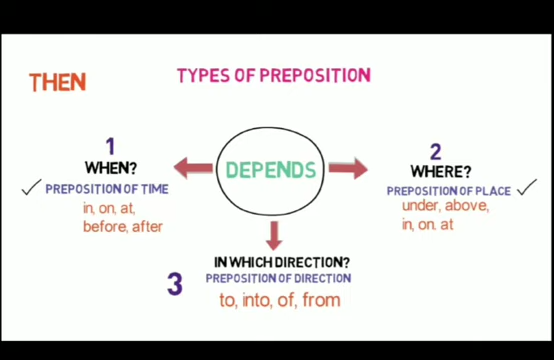 TYPES OF PREPOSITION
THEN
1
WHEN?
PREPOSITION OF TIME
in, on, at,
before, after
DEPENDS
2
WHERE?
PREPOSITION OF PLACE
under, above,
in, on, at
3
IN WHICH DIRECTION?
PREPOSITION OF DIRECTION
to, into, of, from